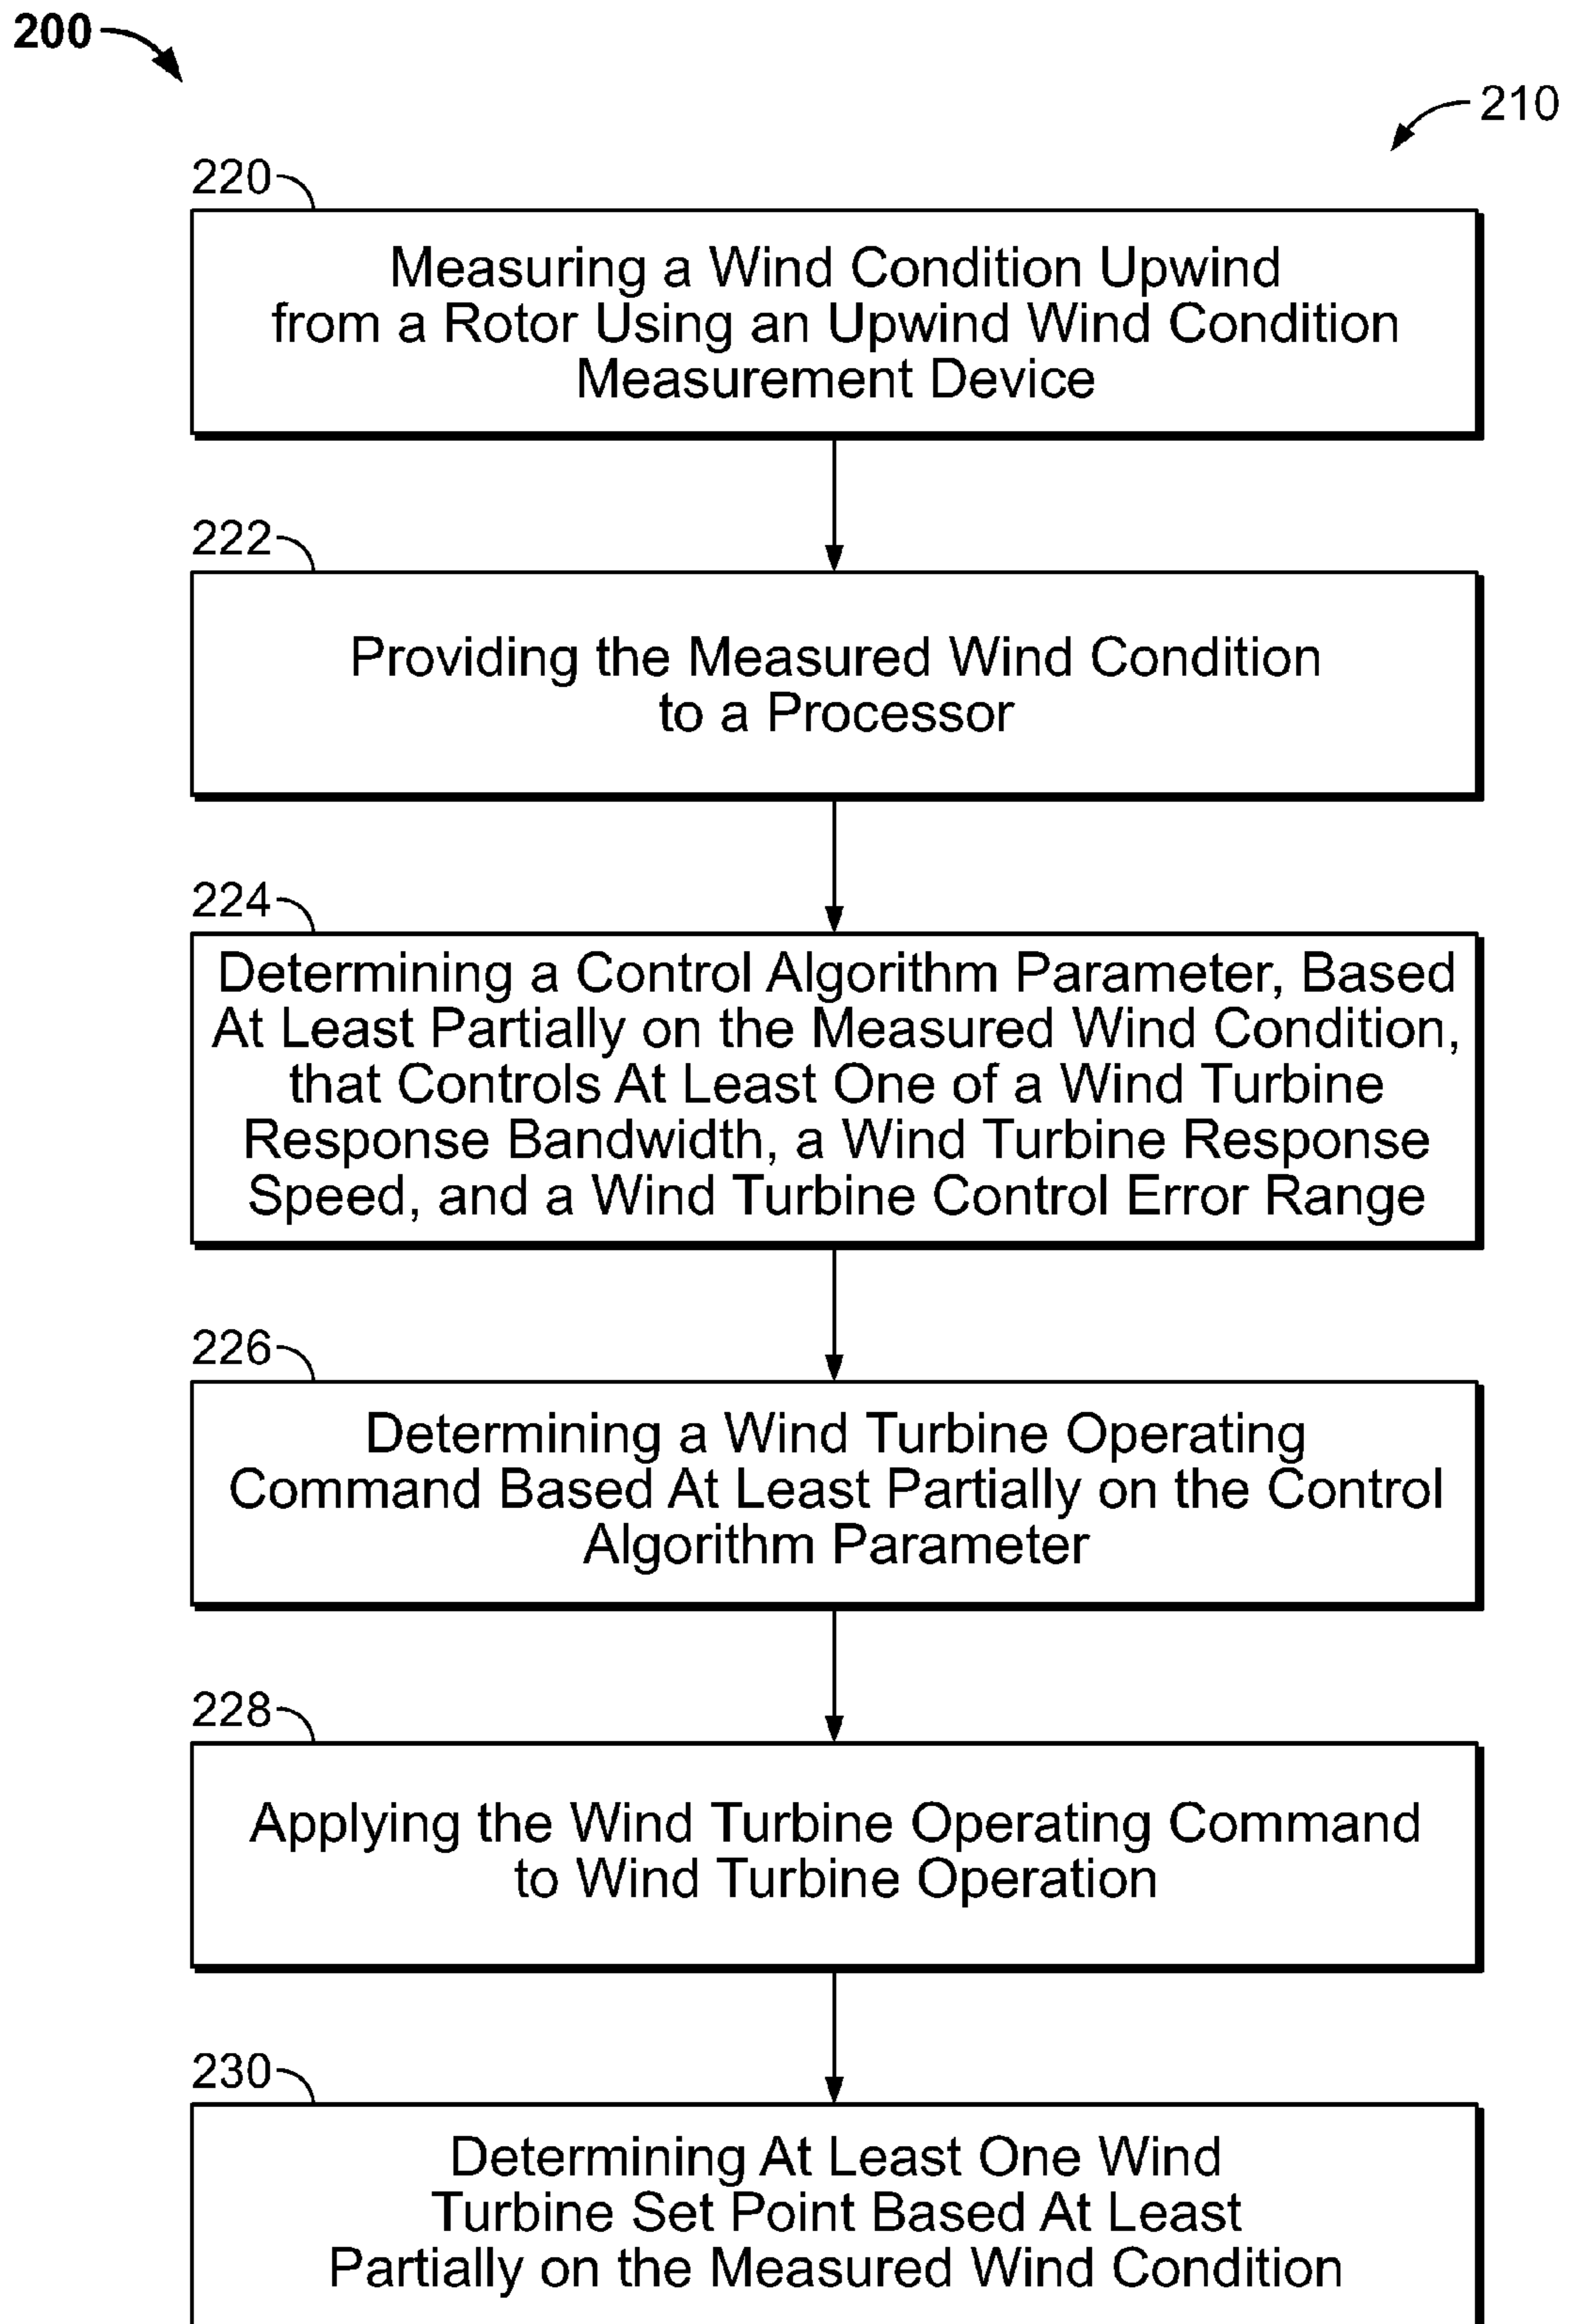 200
210
220
Measuring a Wind Condition Upwind
from a Rotor Using an Upwind Wind Condition
Measurement Device
222
Providing the Measured Wind Condition
to a Processor
224
Determining a Control Algorithm Parameter, Based
At Least Partially on the Measured Wind Condition,
that Controls At Least One of a Wind Turbine
Response Bandwidth, a Wind Turbine Response
Speed, and a Wind Turbine Control Error Range
226
Determining a Wind Turbine Operating
Command Based At Least Partially on the Control
Algorithm Parameter
228
Applying the Wind Turbine Operating Command
to Wind Turbine Operation
230
Determining At Least One Wind
Turbine Set Point Based At Least
Partially on the Measured Wind Condition